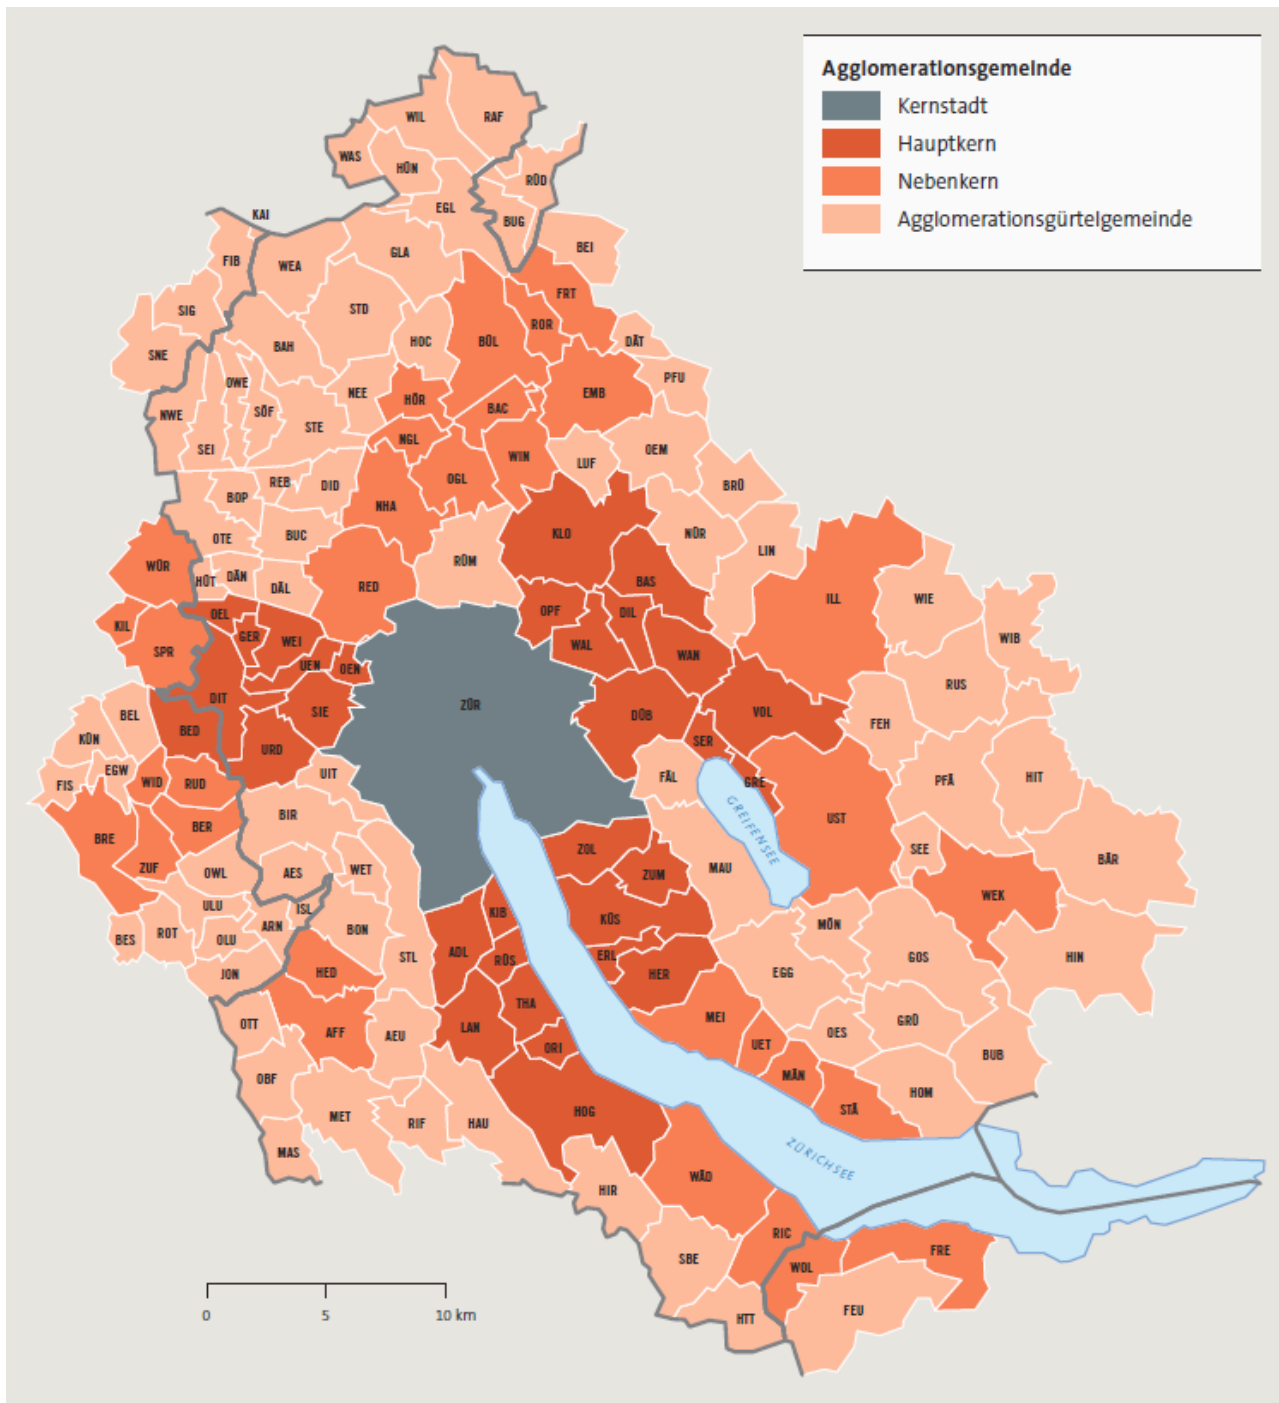 Agglomerationsgemeinde
Kernstadt
Hauptkern
Nebenkern
Agglomerationsgürtelgemeinde
WIL
RAF
WAS
HÜN
RÜD
EGL
KAI
BUG
BEI
FIB
WEA
GLA
FRT
SIG
STD
ROR
SNE
BAH
HOC
BÜL
DÄT
PFU
OWE
NEE
HÖR
EMB
NWE
SÖF
BAC
STE
NGL
SEI
WIN
LUF
OEM
BOP
REB
DID
OGL
BRÜ
NHA
OTE
BUC
KLO
NÜR
LIN
WÜR
HÜT
DÄN
DÄL
RED
RÜM
BAS
ILL
WIE
KIL
OEL
OPF
DIL
WIB
SPR
GER
WEI
WAL
WAN
UEN
OEN
RUS
BEL
DIT
SIE
ZÜR
DÜB
VOL
FEH
KÜN
BED
URD
SER
FIS
EGW
WID
RUD
UIT
FÄL
GRE
PFÄ
HIT
BIR
GREIFENSEE
UST
BRE
BER
ZOL
SEE
BÄR
ZUF
OWL
AES
WET
ZUM
MAU
WEK
ULU
ISL
KIB
KÜS
BES
ROT
OLU
ARN
BON
MÖN
JON
HED
STL
ADL
RÜS
ERL
HER
EGG
GOS
HIN
OTT
AFF
AEU
LAN
THA
MEI
OES
GRÜ
ORI
UET
BUB
OBF
MÄN
HOM
MET
RIF
HAU
HOG
STÄ
MAS
ZÜRICHSEE
HIR
WÄD
SBE
RIC
FRE
WOL
HTT
FEU
0
5
10 km